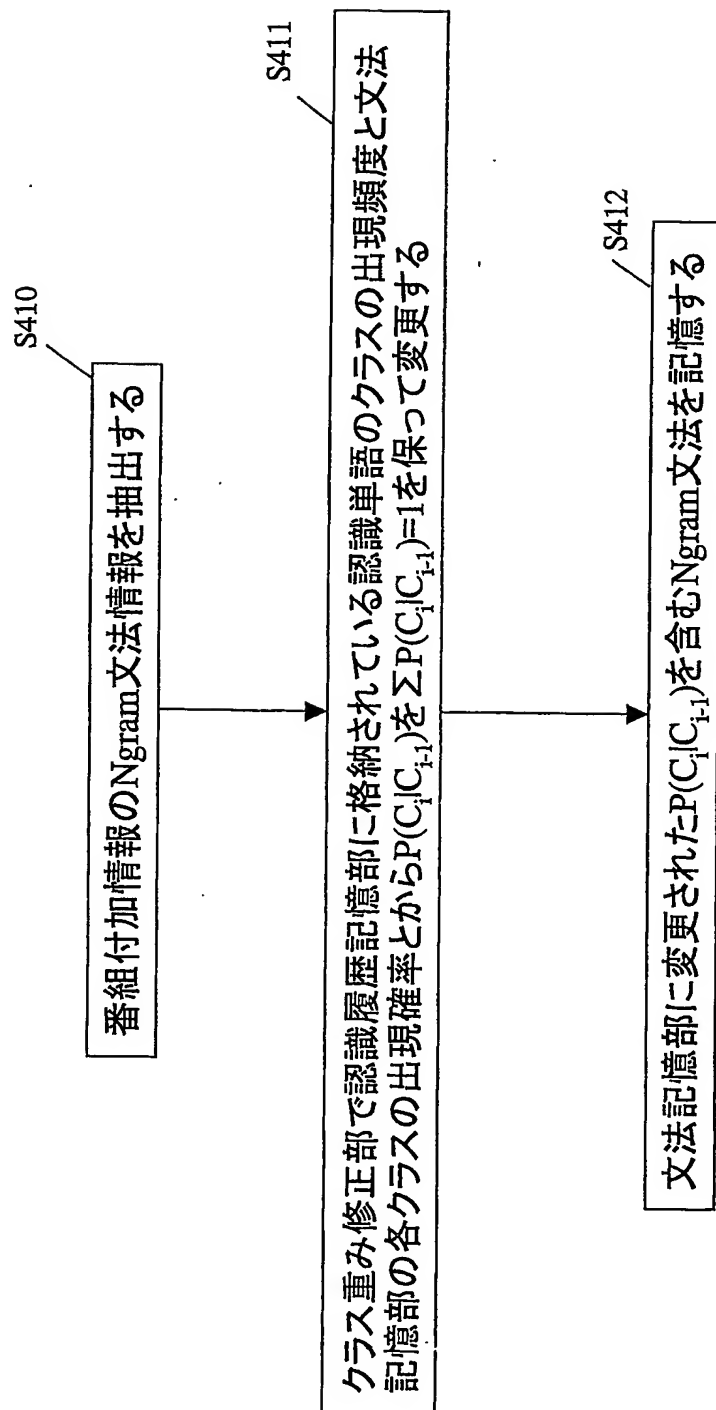 S410
番組付加情報のNgram文法情報を抽出する
S411
クラス重み修正部で認識履歴記憶部に格納されている認識単語のクラスの出現頻度と文法
記憶部の各クラスの出現確率とからP(C_i|C_{i-1})をΣP(C_i|C_{i-1})=1を保って変更する
S412
文法記憶部に変更されたP(C_i|C_{i-1})を含むNgram文法を記憶する